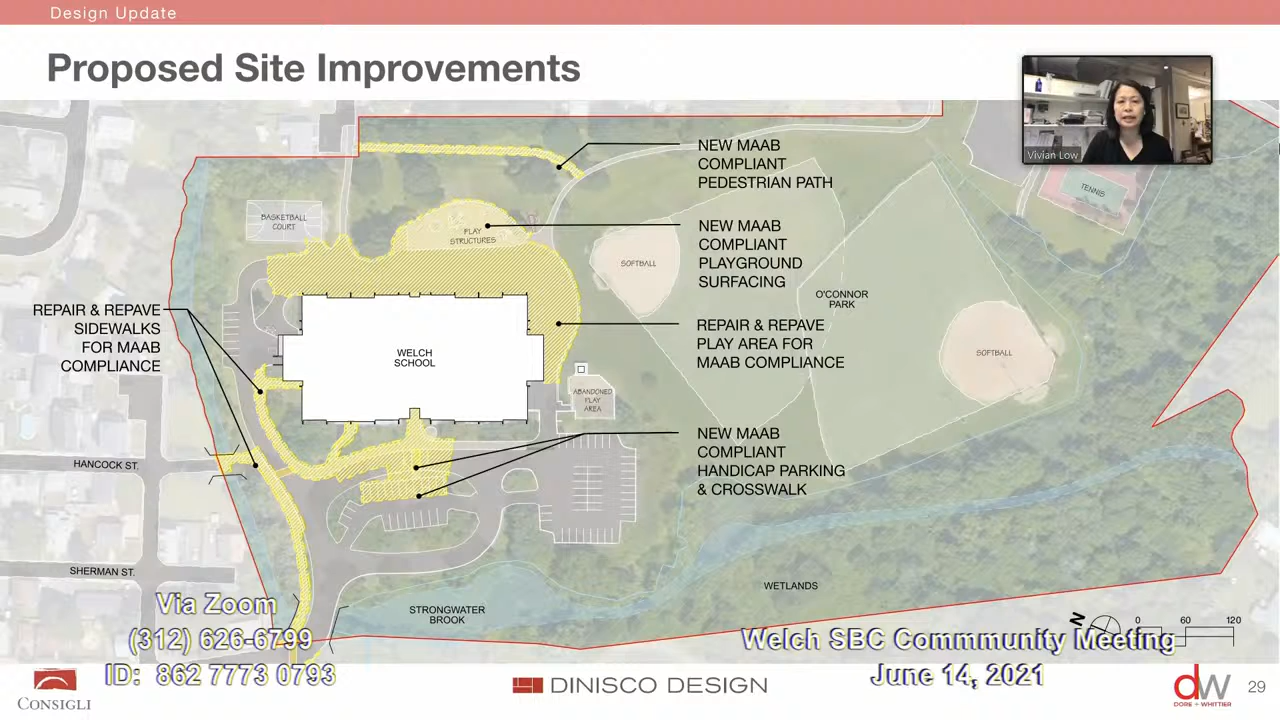 Design Update
Proposed Site Improvements
Vivian Low
NEW MAAB
COMPLIANT
PEDESTRIAN PATH
TENNIS
BASKETBALL
COURT
PLAY
STRUCTURES
NEW MAAB
COMPLIANT
PLAYGROUND
SURFACING
SOFTBALL
O'CONNOR
PARK
REPAIR & REPAVE
SIDEWALKS
FOR MAAB
COMPLIANCE
REPAIR & REPAVE
PLAY AREA FOR
MAAB COMPLIANCE
WELCH
SCHOOL
SOFTBALL
ABANDONED
PLAY
AREA
NEW MAAB
COMPLIANT
HANDICAP PARKING
& CROSSWALK
HANCOCK ST.
SHERMAN ST.
WETLANDS
STRONGWATER
BROOK
N
0 60 120
Via Zoom
(312) 626-6799
ID: 862 7773 0793
Welch SBC Commmunity Meeting
June 14, 2021
CONSIGLI
DINISCO DESIGN
dw
DORE + WHITTIER
29